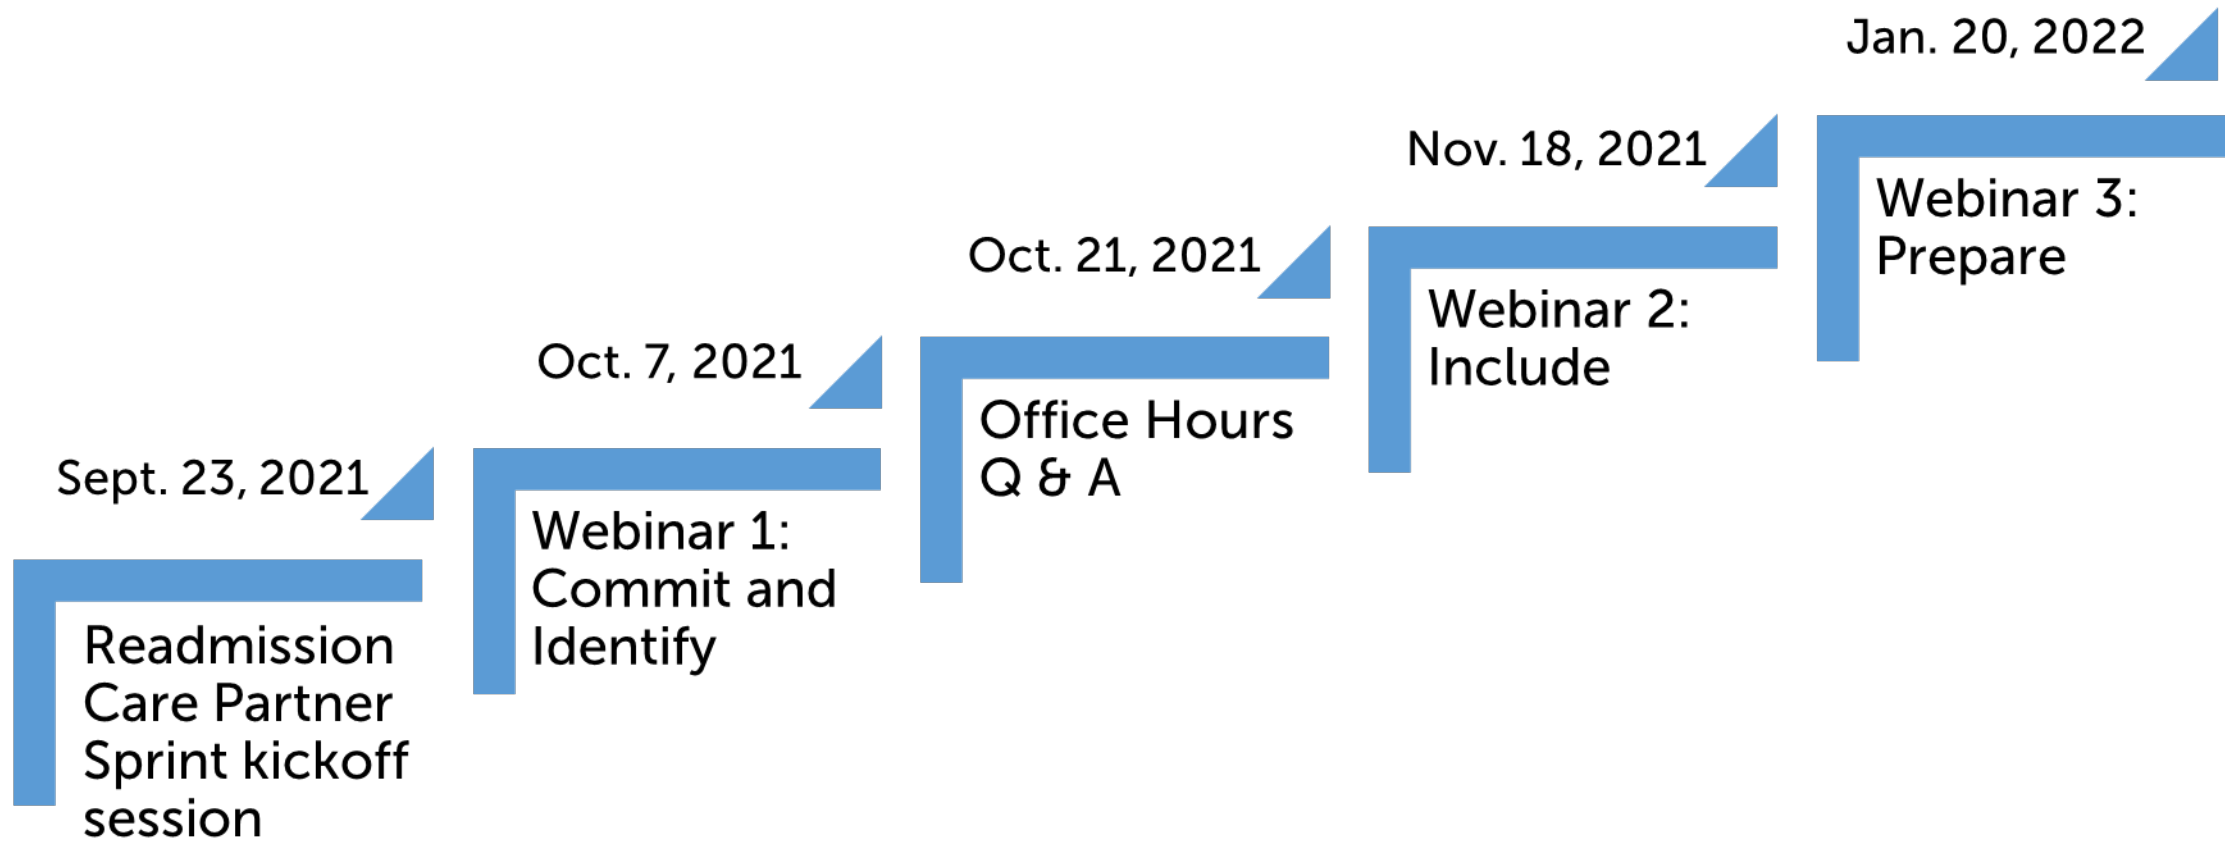 Sept. 23, 2021
Readmission
Care Partner
Sprint kickoff
session
Oct. 7, 2021
Webinar 1:
Commit and
Identify
Oct. 21, 2021
Office Hours
Q & A
Nov. 18, 2021
Webinar 2:
Include
Jan. 20, 2022
Webinar 3:
Prepare